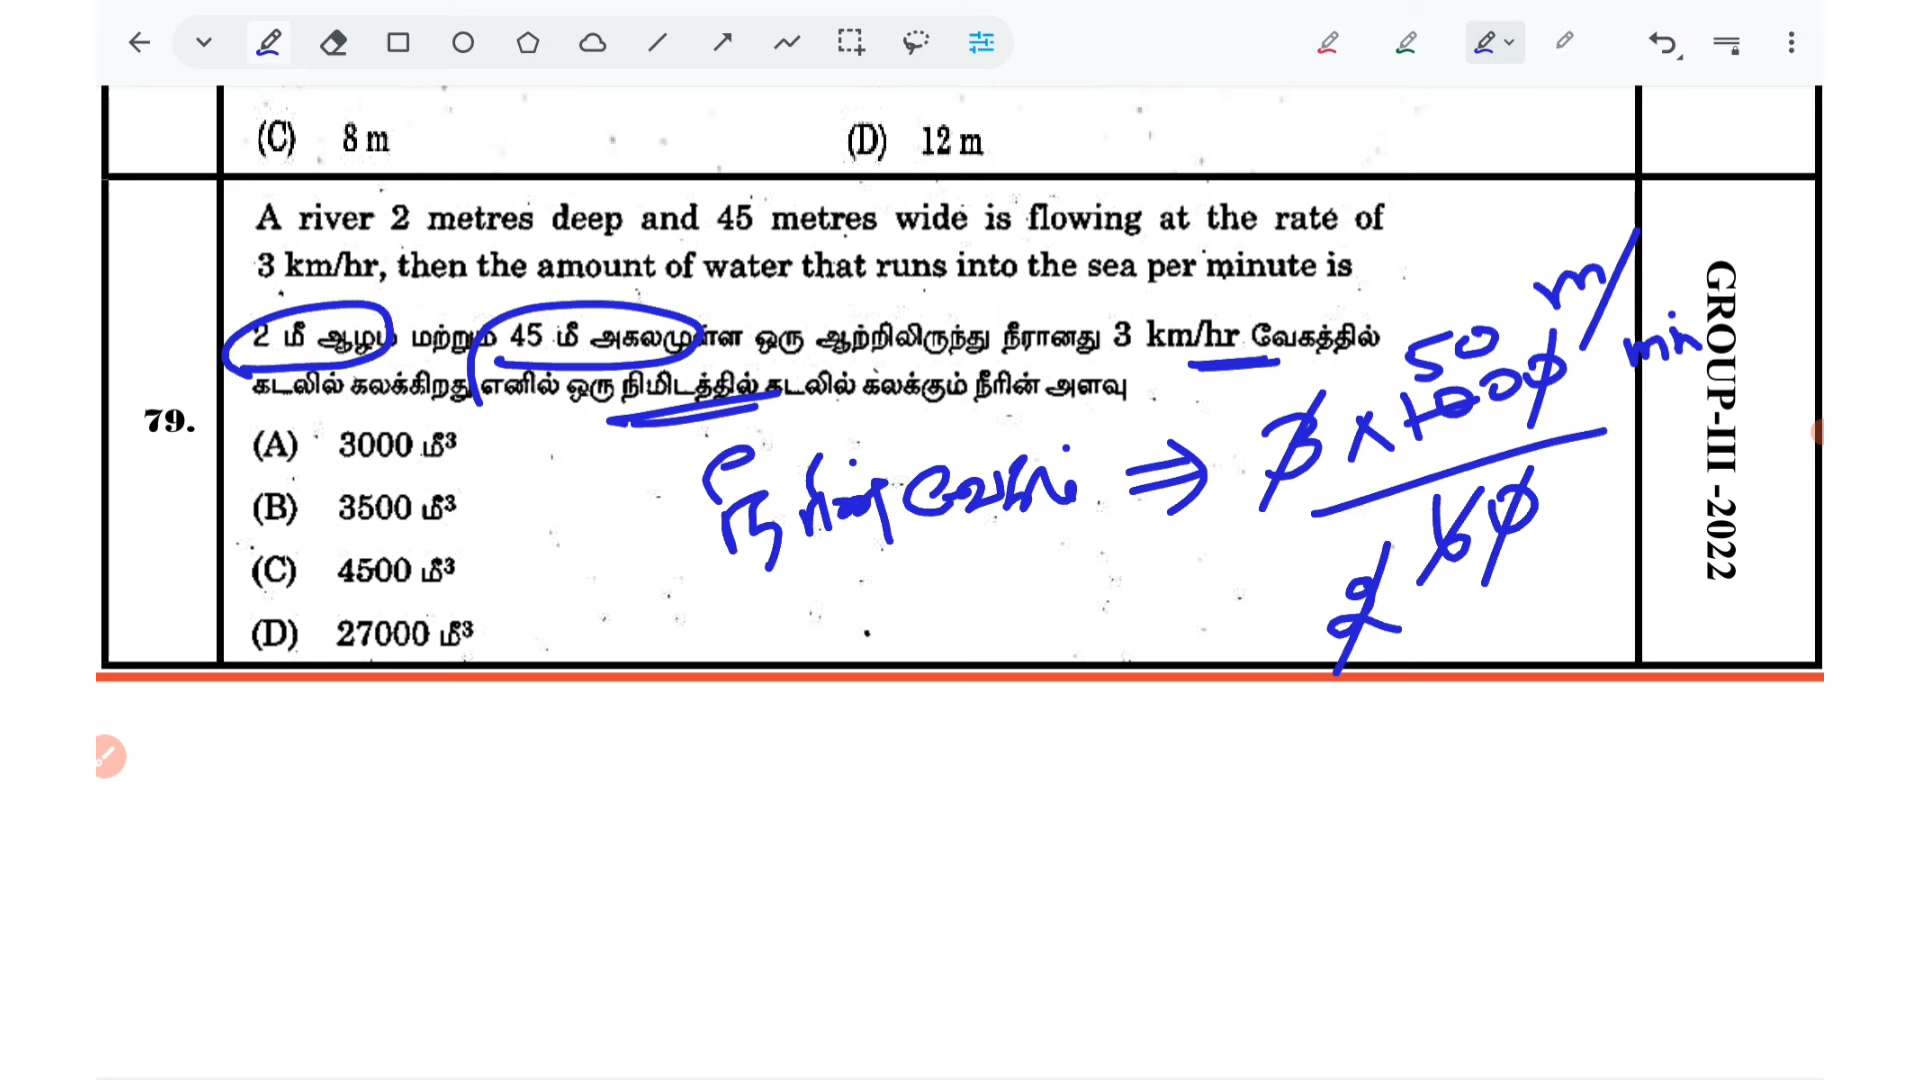 (C) 8 m (D) 12 m
79.
A river 2 metres deep and 45 metres wide is flowing at the rate of
3 km/hr, then the amount of water that runs into the sea per minute is
2 மீ ஆழம் மற்றும் 45 மீ அகலமுள்ள ஒரு ஆற்றிலிருந்து நீரானது 3 km/hr வேகத்தில்
கடலில் கலக்கிறது எனில் ஒரு நிமிடத்தில் கடலில் கலக்கும் நீரின் அளவு
(A) 3000 மீ³
(B) 3500 மீ³
(C) 4500 மீ³
(D) 27000 மீ³
நீரின் வேகம் ⇒ 3 × 1000
60
50
2
m/min
GROUP-III -2022